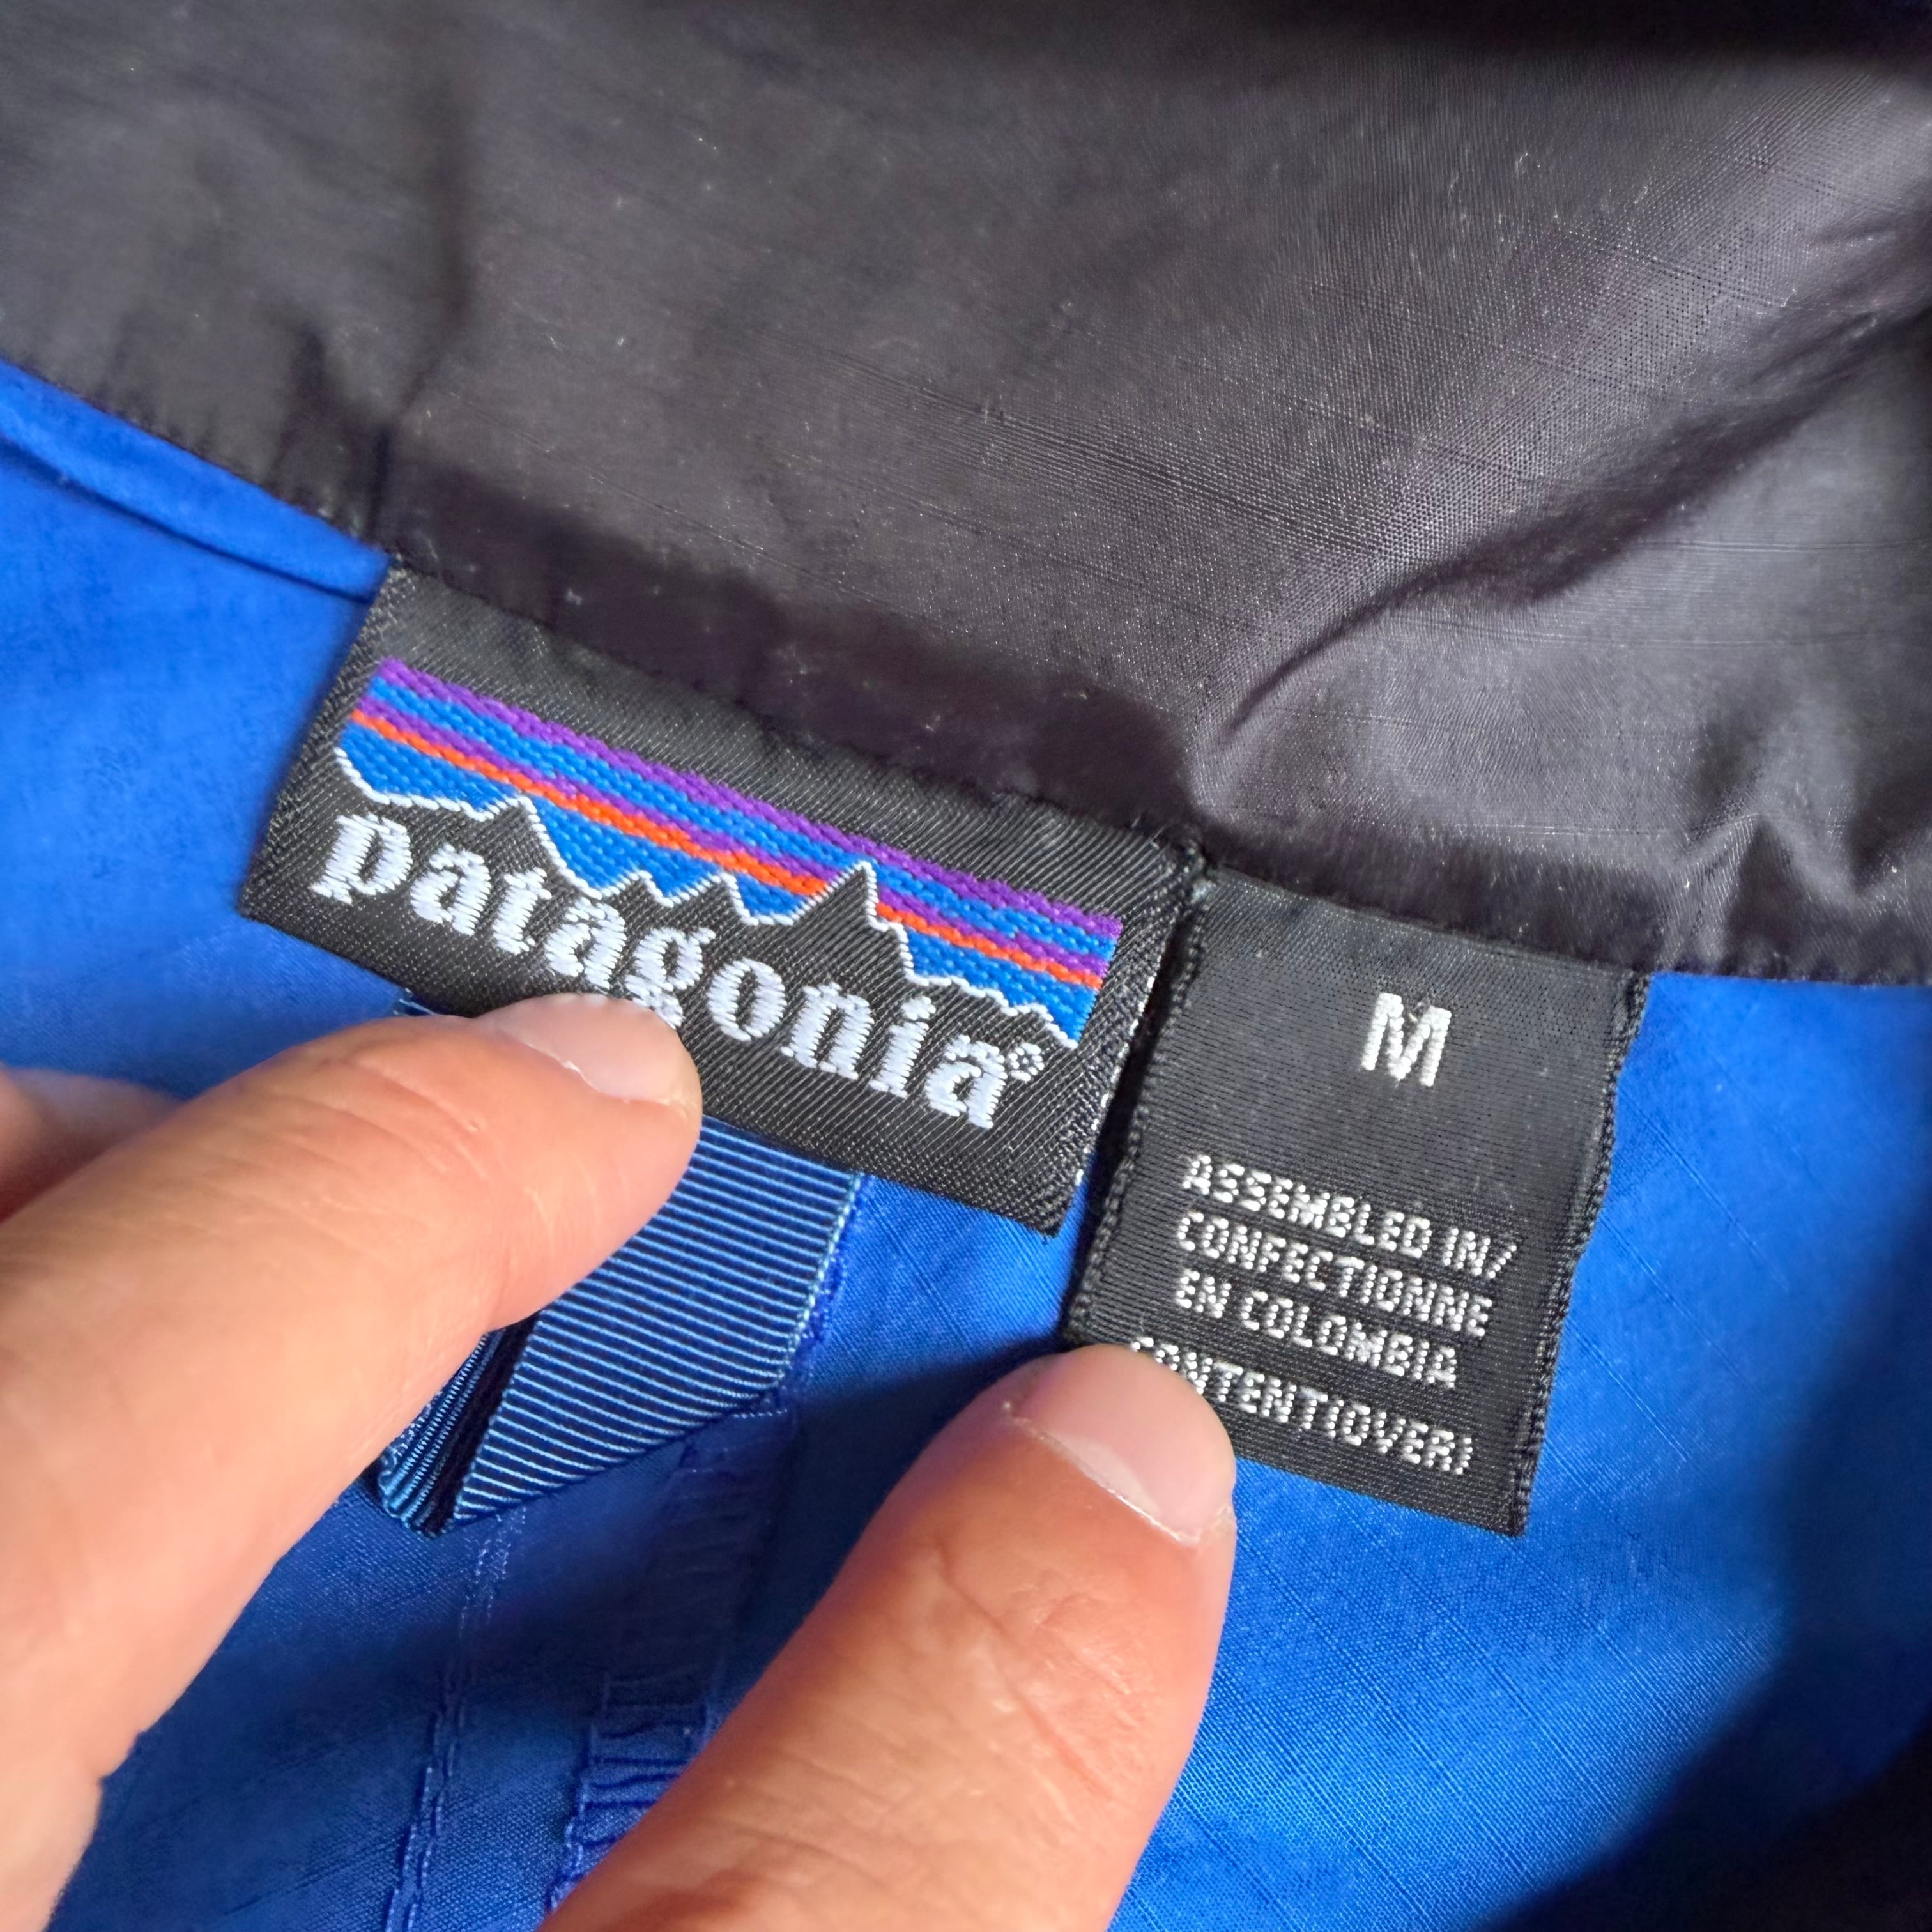 patagonia®
M
ASSEMBLED IN/
CONFECTIONNE
EN COLOMBIA
CONTENT(OVER)